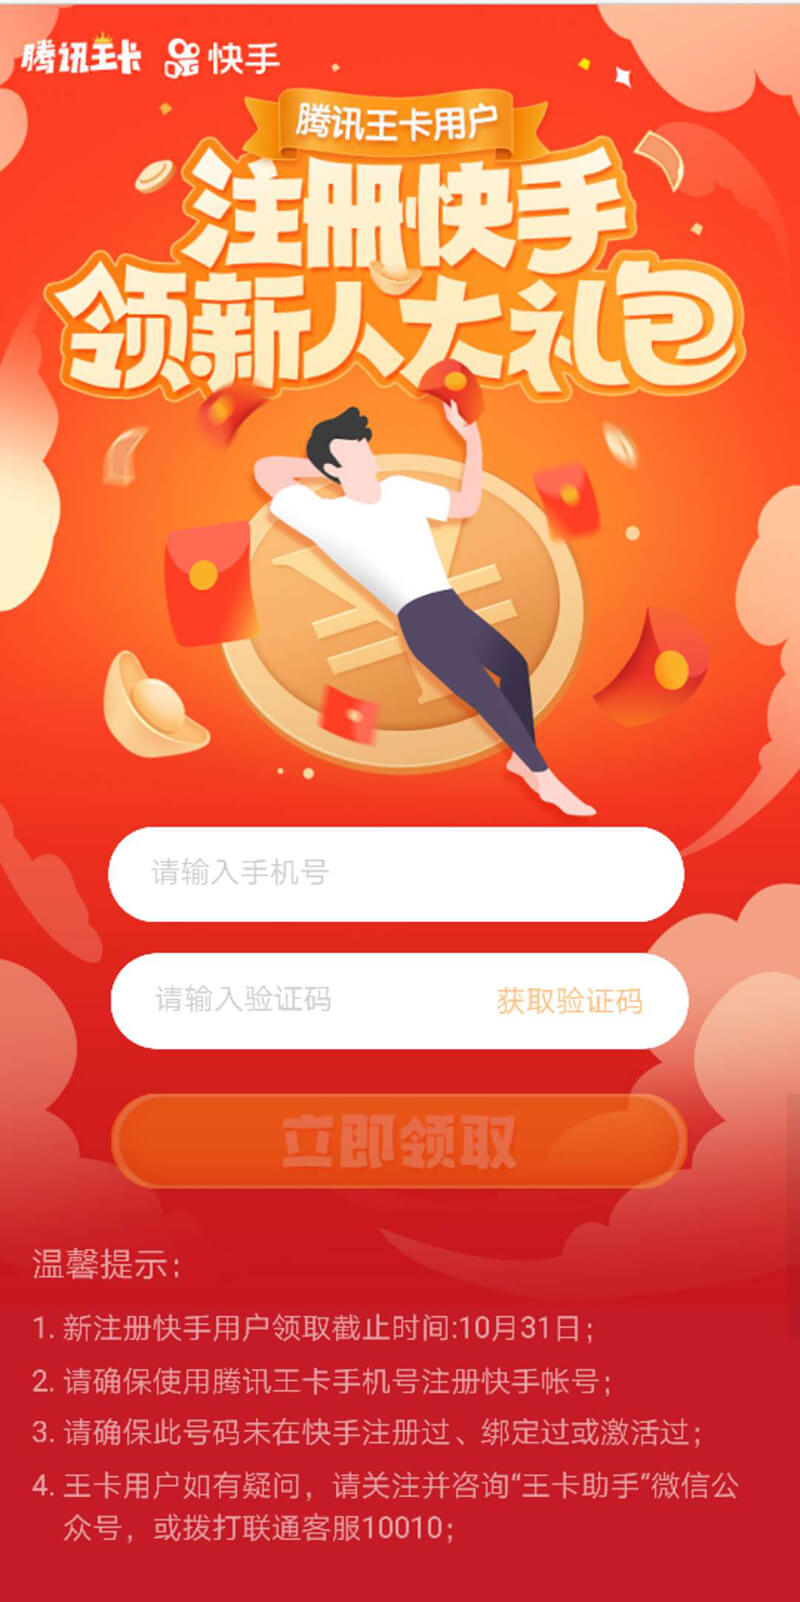 腾讯王卡 快手
腾讯王卡用户
注册快手
领新人大礼包
请输入手机号
请输入验证码 获取验证码
立即领取
温馨提示：
1. 新注册快手用户领取截止时间:10月31日；
2. 请确保使用腾讯王卡手机号注册快手帐号；
3. 请确保此号码未在快手注册过、绑定过或激活过；
4. 王卡用户如有疑问，请关注并咨询“王卡助手”微信公
众号，或拨打联通客服10010；